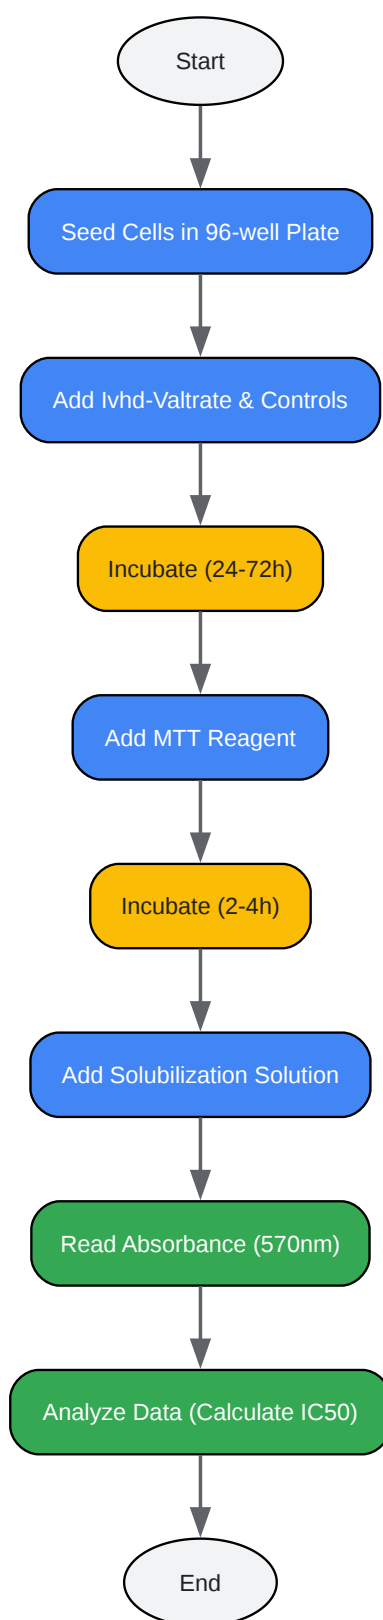 Start
Seed Cells in 96-well Plate
Add Ivhd-Valtrate & Controls
Incubate (24-72h)
Add MTT Reagent
Incubate (2-4h)
Add Solubilization Solution
Read Absorbance (570nm)
Analyze Data (Calculate IC50)
End